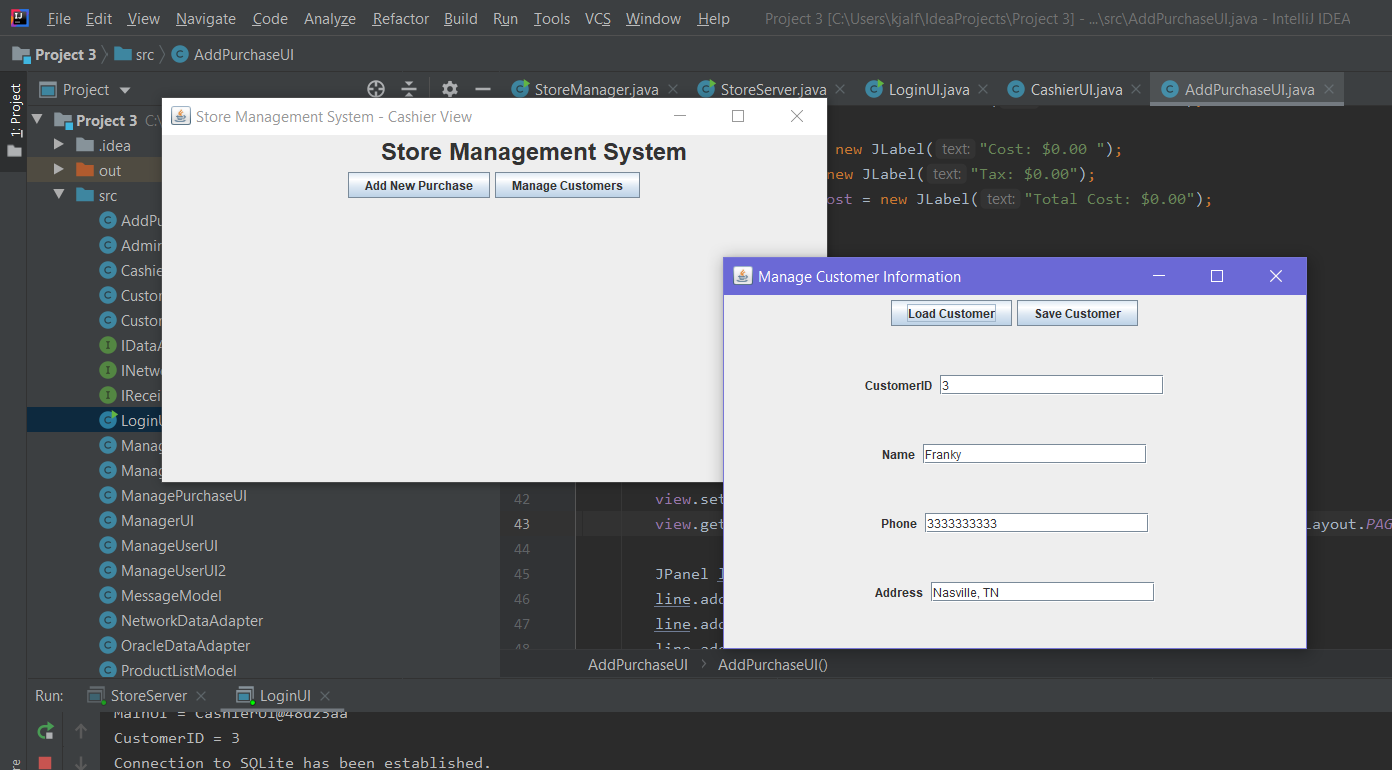 File Edit View Navigate Code Analyze Refactor Build Run Tools VCS Window Help Project 3 [C:\Users\kjalf\IdeaProjects\Project 3] - ...\src\AddPurchaseUI.java - IntelliJ IDEA
Project 3 src AddPurchaseUI
1: Project
Project
StoreManager.java StoreServer.java LoginUI.java CashierUI.java AddPurchaseUI.java
Project 3 C:\
.idea
out
src
AddPu
Admin
Cashie
Custo
Custo
IDataA
INetw
IRecei
LoginU
Manag
Manag
ManagePurchaseUI
ManagerUI
ManageUserUI
ManageUserUI2
MessageModel
NetworkDataAdapter
OracleDataAdapter
ProductListModel
Store Management System - Cashier View
Store Management System
Add New Purchase Manage Customers
new JLabel( text: "Cost: $0.00 ");
new JLabel( text: "Tax: $0.00");
ost = new JLabel( text: "Total Cost: $0.00");
Manage Customer Information
Load Customer Save Customer
CustomerID 3
Name Franky
Phone 3333333333
Address Nasville, TN
42 view.set
43 view.get ayout.PAG
44
45 JPanel l
46 line.add
47 line.add
48 line.add
AddPurchaseUI AddPurchaseUI()
Run: StoreServer LoginUI
MainUI = CashierUI@48d25aa
CustomerID = 3
Connection to SQLite has been established.